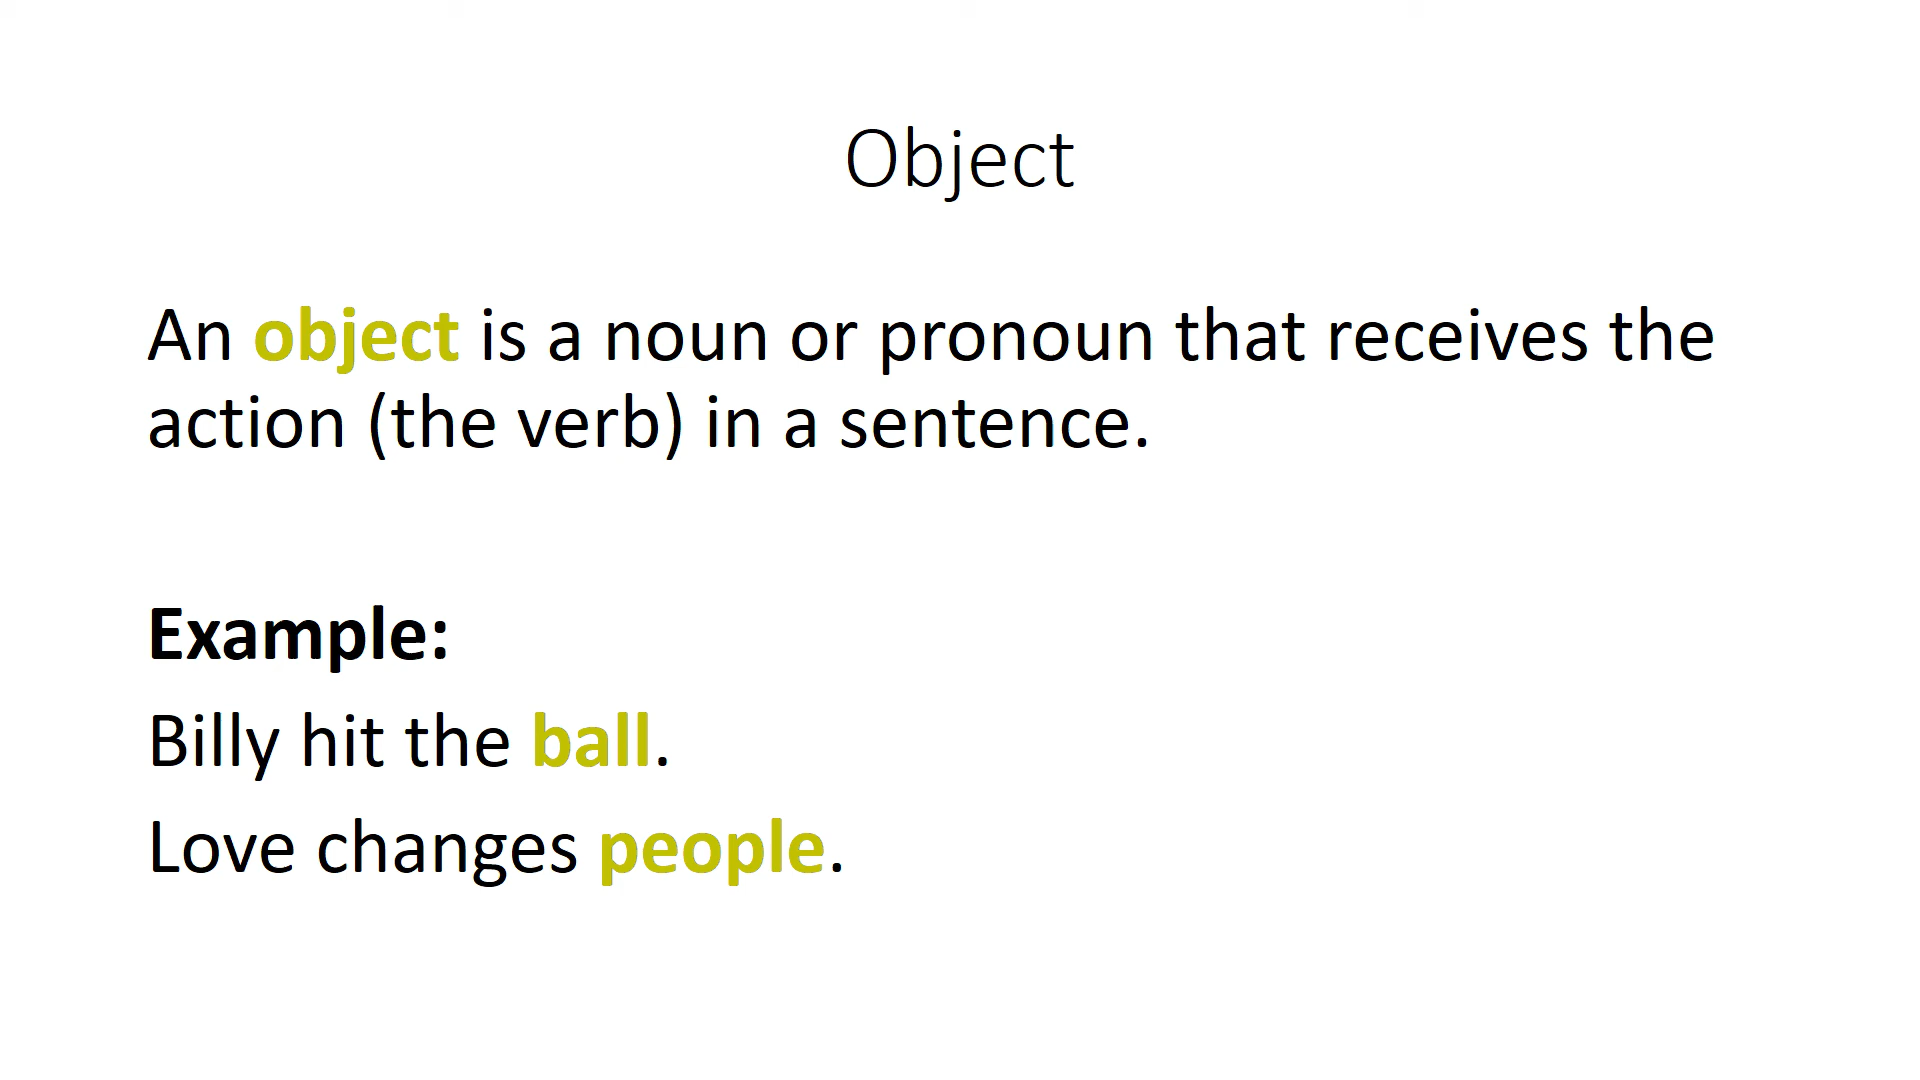 Object
An object is a noun or pronoun that receives the
action (the verb) in a sentence.
Example:
Billy hit the ball.
Love changes people.